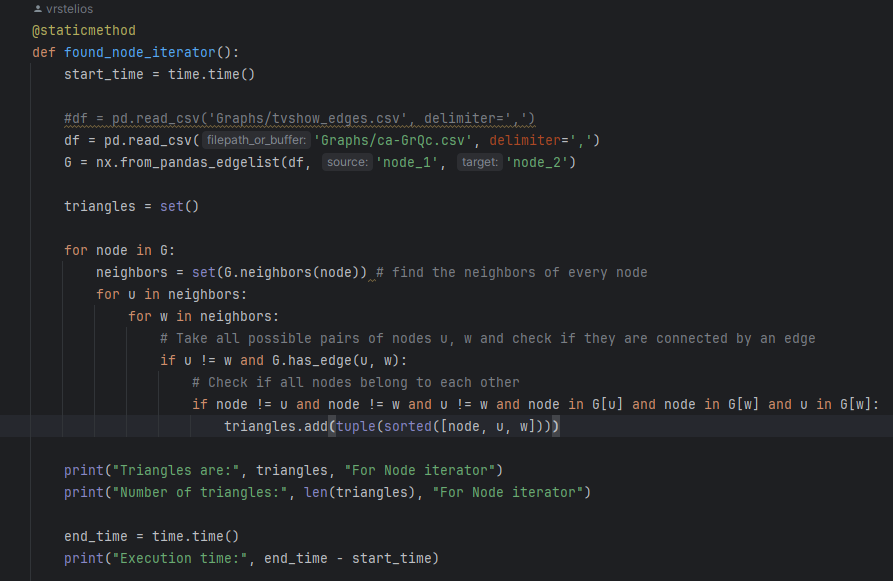 vrstelios
@staticmethod
def found_node_iterator():
start_time = time.time()
#df = pd.read_csv('Graphs/tvshow_edges.csv', delimiter=',')
df = pd.read_csv( filepath_or_buffer: 'Graphs/ca-GrQc.csv', delimiter=',')
G = nx.from_pandas_edgelist(df, source: 'node_1', target: 'node_2')
triangles = set()
for node in G:
neighbors = set(G.neighbors(node)) # find the neighbors of every node
for u in neighbors:
for w in neighbors:
# Take all possible pairs of nodes u, w and check if they are connected by an edge
if u != w and G.has_edge(u, w):
# Check if all nodes belong to each other
if node != u and node != w and u != w and node in G[u] and node in G[w] and u in G[w]:
triangles.add(tuple(sorted([node, u, w])))
print("Triangles are:", triangles, "For Node iterator")
print("Number of triangles:", len(triangles), "For Node iterator")
end_time = time.time()
print("Execution time:", end_time - start_time)